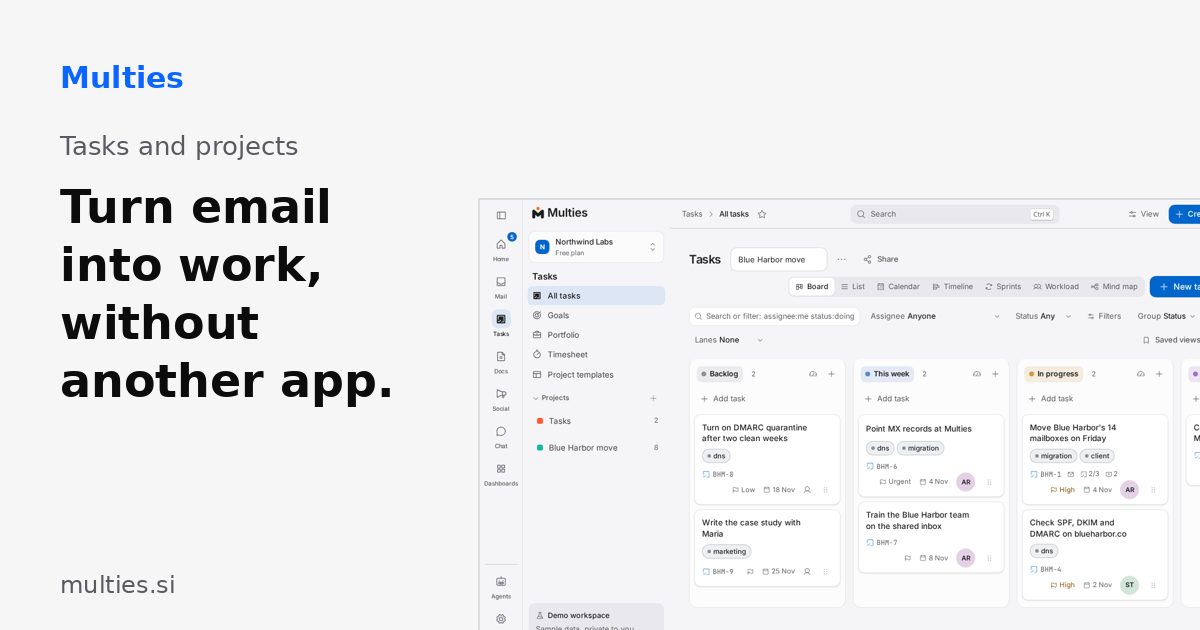 Multies
Tasks and projects
Turn email
into work,
without
another app.
multies.si
Multies
Northwind Labs
Free plan
N
5
Home
Mail
Tasks
Docs
Social
Chat
Dashboards
Agents
Tasks
All tasks
Goals
Portfolio
Timesheet
Project templates
Projects
Tasks 2
Blue Harbor move 8
Demo workspace
Sample data, private to you
Tasks > All tasks
Search Ctrl K
View
Tasks
Blue Harbor move
Share
Board List Calendar Timeline Sprints Workload Mind map
Search or filter: assignee:me status:doing
Assignee Anyone
Status Any
Filters
Group Status
Lanes None
Saved views
Backlog 2
Add task
Turn on DMARC quarantine
after two clean weeks
dns
BHM-8
Low 18 Nov
Write the case study with
Maria
marketing
BHM-9 25 Nov
This week 2
Add task
Point MX records at Multies
dns migration
BHM-6
Urgent 4 Nov AR
Train the Blue Harbor team
on the shared inbox
BHM-7
8 Nov AR
In progress 2
Add task
Move Blue Harbor's 14
mailboxes on Friday
migration client
BHM-1 2/3 2
High 4 Nov AR
Check SPF, DKIM and
DMARC on blueharbor.co
dns
BHM-4
High 2 Nov ST